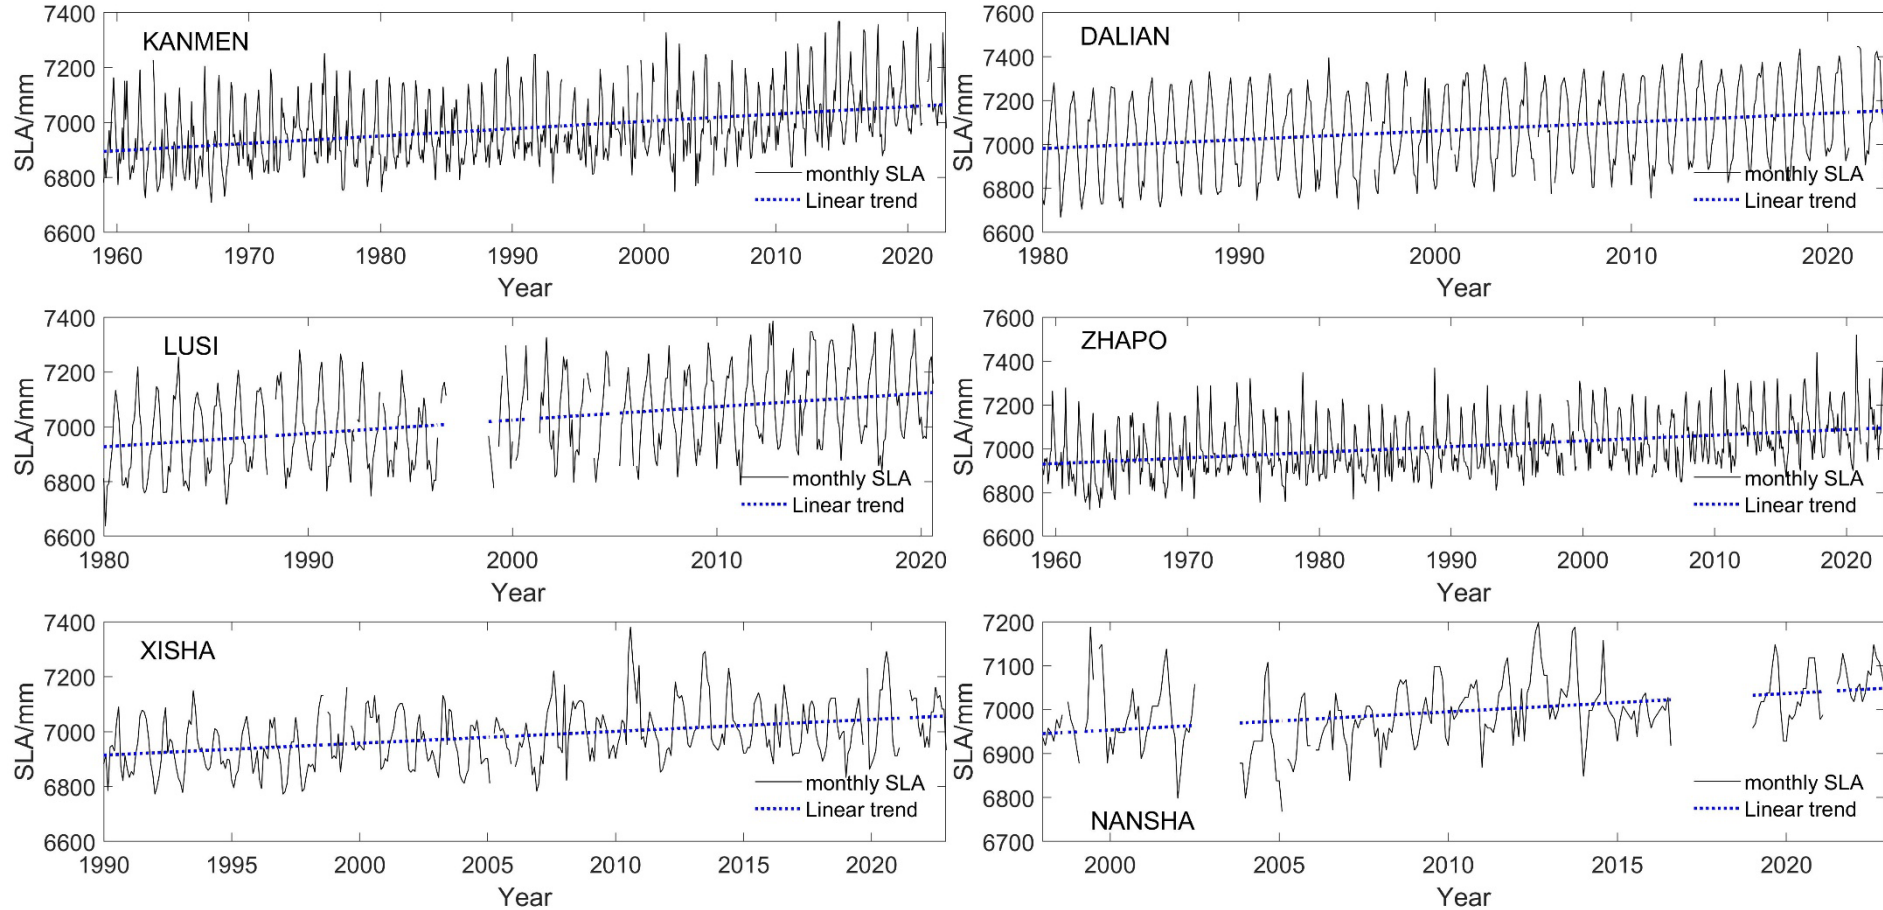 KANMEN
SLA/mm
7400
7200
7000
6800
6600
monthly SLA
Linear trend
1960 1970 1980 1990 2000 2010 2020
Year
DALIAN
SLA/mm
7600
7400
7200
7000
6800
6600
monthly SLA
Linear trend
1980 1990 2000 2010 2020
Year
LUSI
SLA/mm
7400
7200
7000
6800
6600
monthly SLA
Linear trend
1980 1990 2000 2010 2020
Year
ZHAPO
SLA/mm
7600
7400
7200
7000
6800
6600
monthly SLA
Linear trend
1960 1970 1980 1990 2000 2010 2020
Year
XISHA
SLA/mm
7400
7200
7000
6800
6600
monthly SLA
Linear trend
1990 1995 2000 2005 2010 2015 2020
Year
NANSHA
SLA/mm
7200
7100
7000
6900
6800
6700
monthly SLA
Linear trend
2000 2005 2010 2015 2020
Year